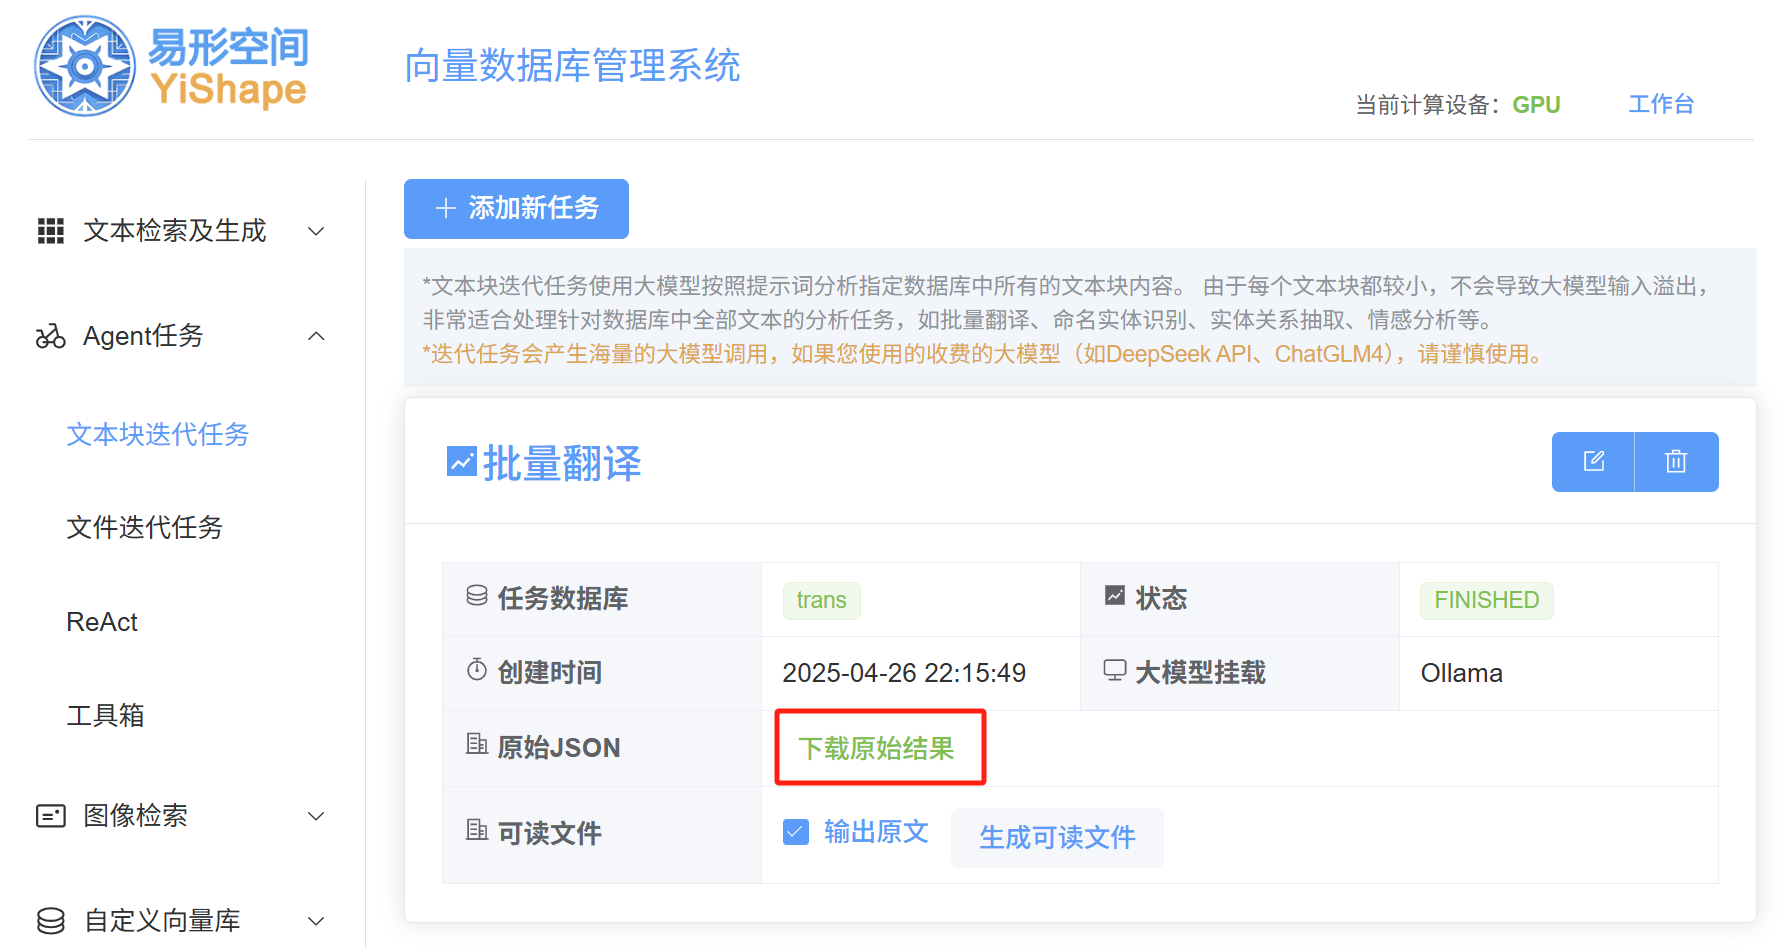 易形空间
YiShape
向量数据库管理系统
当前计算设备：GPU
工作台
文本检索及生成
Agent任务
文本块迭代任务
文件迭代任务
ReAct
工具箱
图像检索
自定义向量库
添加新任务
*文本块迭代任务使用大模型按照提示词分析指定数据库中所有的文本块内容。 由于每个文本块都较小，不会导致大模型输入溢出，
非常适合处理针对数据库中全部文本的分析任务，如批量翻译、命名实体识别、实体关系抽取、情感分析等。
*迭代任务会产生海量的大模型调用，如果您使用的收费的大模型（如DeepSeek API、ChatGLM4），请谨慎使用。
批量翻译
任务数据库 trans 状态 FINISHED
创建时间 2025-04-26 22:15:49 大模型挂载 Ollama
原始JSON 下载原始结果
可读文件 输出原文 生成可读文件